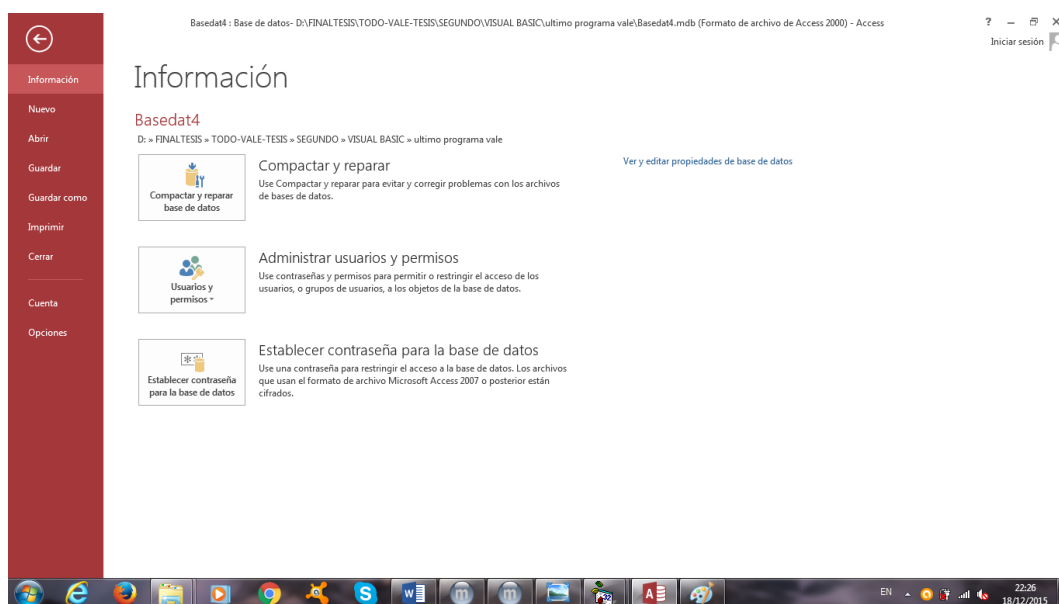 Basedat4 : Base de datos- D:\FINALTESIS\TODO-VALE-TESIS\SEGUNDO\VISUAL BASIC\ultimo programa vale\Basedat4.mdb (Formato de archivo de Access 2000) - Access
?
Iniciar sesión
Información
Información
Nuevo
Abrir
Guardar
Guardar como
Imprimir
Cerrar
Cuenta
Opciones
Basedat4
D: » FINALTESIS » TODO-VALE-TESIS » SEGUNDO » VISUAL BASIC » ultimo programa vale
Compactar y reparar
base de datos
Compactar y reparar
Use Compactar y reparar para evitar y corregir problemas con los archivos
de bases de datos.
Ver y editar propiedades de base de datos
Usuarios y
permisos
Administrar usuarios y permisos
Use contraseñas y permisos para permitir o restringir el acceso de los
usuarios, o grupos de usuarios, a los objetos de la base de datos.
Establecer contraseña
para la base de datos
Establecer contraseña para la base de datos
Use una contraseña para restringir el acceso a la base de datos. Los archivos
que usan el formato de archivo Microsoft Access 2007 o posterior están
cifrados.
EN
22:26
18/12/2015